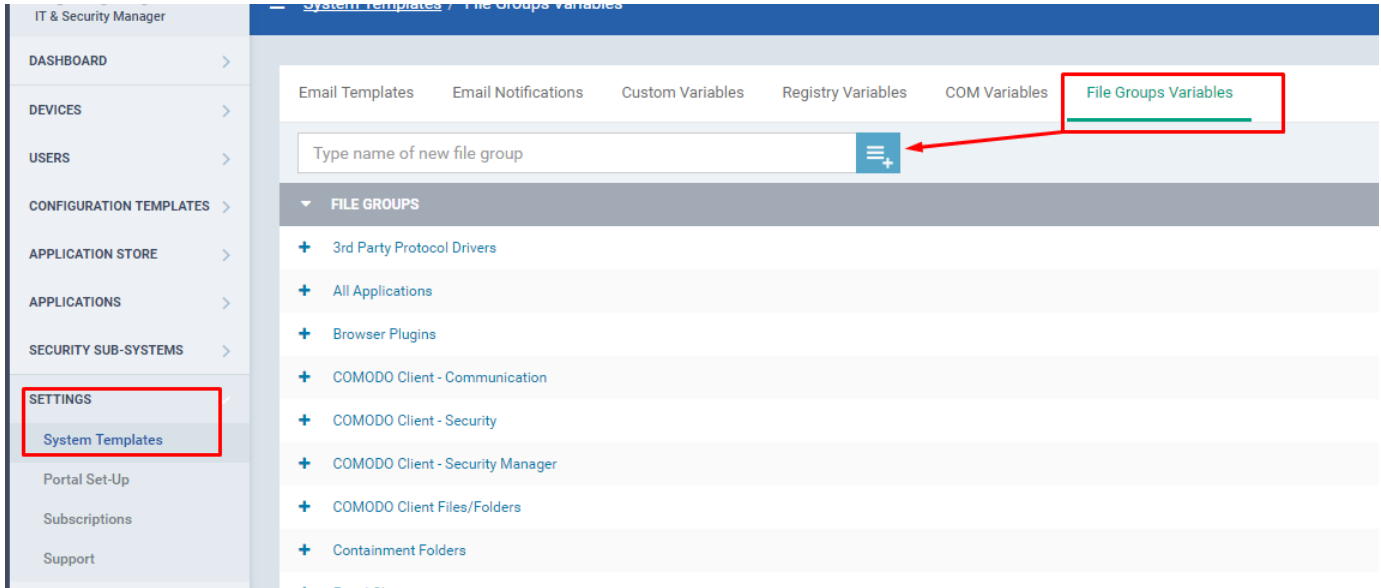 IT & Security Manager
System Templates / File Groups Variables
DASHBOARD
DEVICES
USERS
CONFIGURATION TEMPLATES
APPLICATION STORE
APPLICATIONS
SECURITY SUB-SYSTEMS
SETTINGS
System Templates
Portal Set-Up
Subscriptions
Support
Email Templates Email Notifications Custom Variables Registry Variables COM Variables File Groups Variables
Type name of new file group
FILE GROUPS
3rd Party Protocol Drivers
All Applications
Browser Plugins
COMODO Client - Communication
COMODO Client - Security
COMODO Client - Security Manager
COMODO Client Files/Folders
Containment Folders